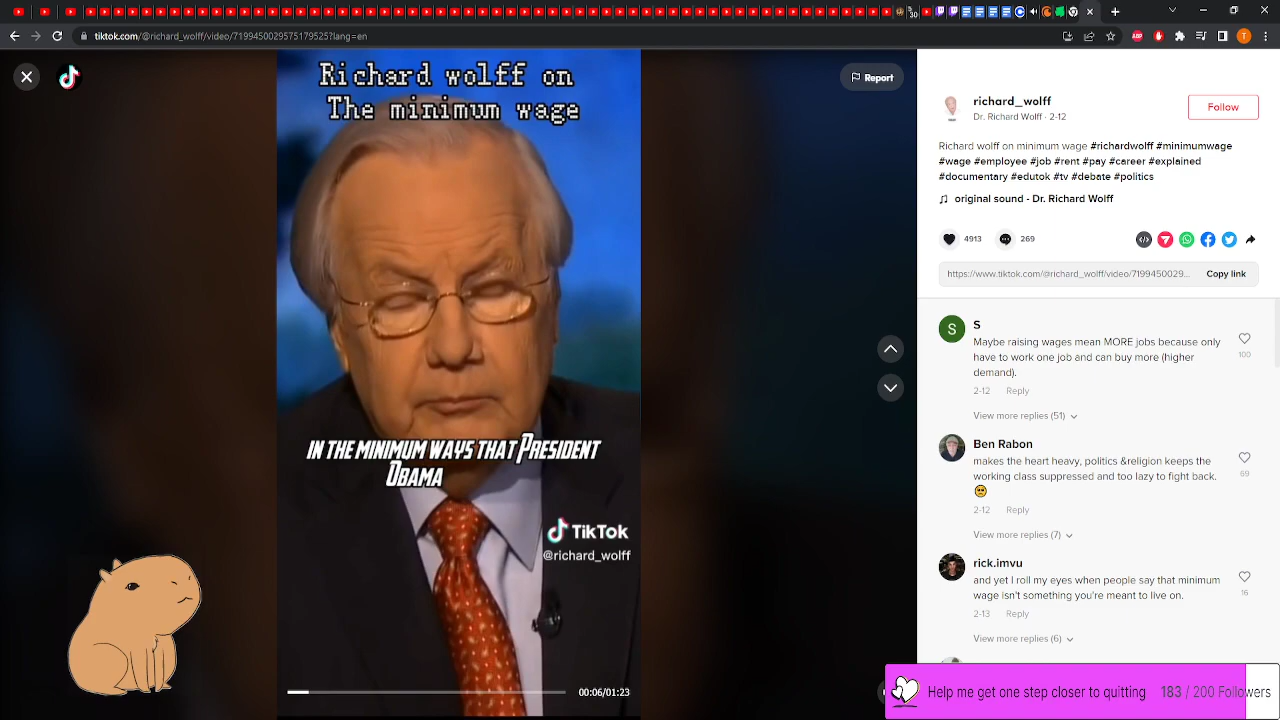 30
T
tiktok.com/@richard_wolff/video/7199450029575179525?lang=en
ABP
T
Richard wolff on
The minimum wage
Report
IN THE MINIMUM WAYS THAT PRESIDENT
OBAMA
TikTok
@richard_wolff
00:06/01:23
richard_wolff
Dr. Richard Wolff · 2-12
Follow
Richard wolff on minimum wage #richardwolff #minimumwage
#wage #employee #job #rent #pay #career #explained
#documentary #edutok #tv #debate #politics
original sound - Dr. Richard Wolff
4913
269
https://www.tiktok.com/@richard_wolff/video/7199450029...
Copy link
S
S
Maybe raising wages mean MORE jobs because only
have to work one job and can buy more (higher
demand).
100
2-12 Reply
View more replies (51)
Ben Rabon
makes the heart heavy, politics &religion keeps the
working class suppressed and too lazy to fight back.
69
2-12 Reply
View more replies (7)
rick.imvu
and yet I roll my eyes when people say that minimum
wage isn't something you're meant to live on.
16
2-13 Reply
View more replies (6)
Help me get one step closer to quitting 183 / 200 Followers